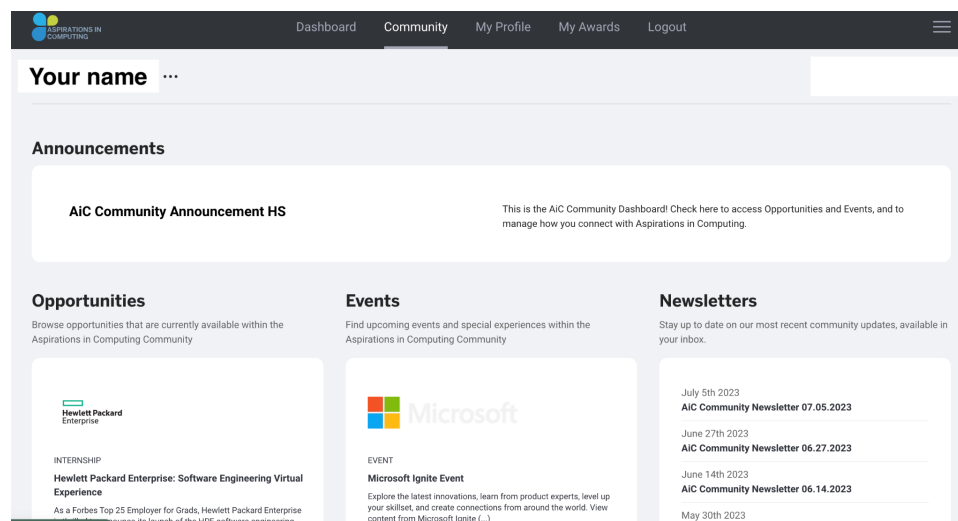 ASPIRATIONS IN
COMPUTING
Dashboard Community My Profile My Awards Logout
Your name ...
Announcements
AiC Community Announcement HS
This is the AiC Community Dashboard! Check here to access Opportunities and Events, and to
manage how you connect with Aspirations in Computing.
Opportunities
Browse opportunities that are currently available within the
Aspirations in Computing Community
Hewlett Packard
Enterprise
INTERNSHIP
Hewlett Packard Enterprise: Software Engineering Virtual
Experience
As a Forbes Top 25 Employer for Grads, Hewlett Packard Enterprise
Events
Find upcoming events and special experiences within the
Aspirations in Computing Community
Microsoft
EVENT
Microsoft Ignite Event
Explore the latest innovations, learn from product experts, level up
your skillset, and create connections from around the world. View
content from Microsoft Ignite (...)
Newsletters
Stay up to date on our most recent community updates, available in
your inbox.
July 5th 2023
AiC Community Newsletter 07.05.2023
June 27th 2023
AiC Community Newsletter 06.27.2023
June 14th 2023
AiC Community Newsletter 06.14.2023
May 30th 2023